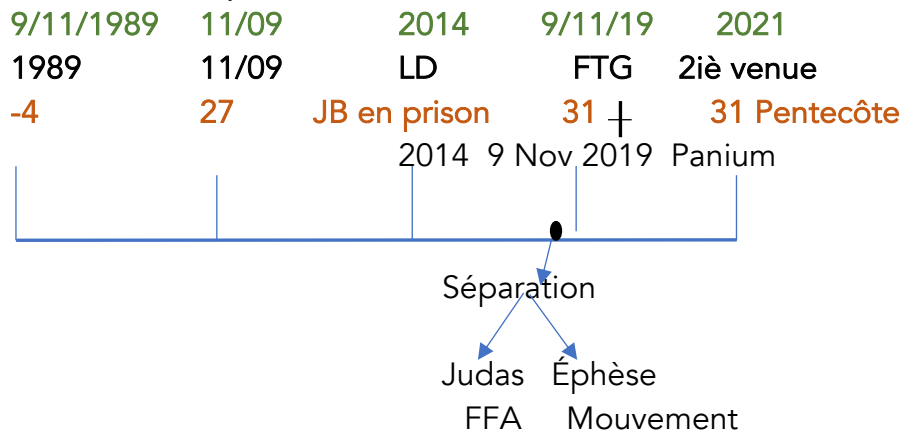 9/11/1989 11/09 2014 9/11/19 2021
1989 11/09 LD FTG 2iè venue
-4 27 JB en prison 31 31 Pentecôte
2014 9 Nov 2019 Panium
Séparation
Judas Éphèse
FFA Mouvement